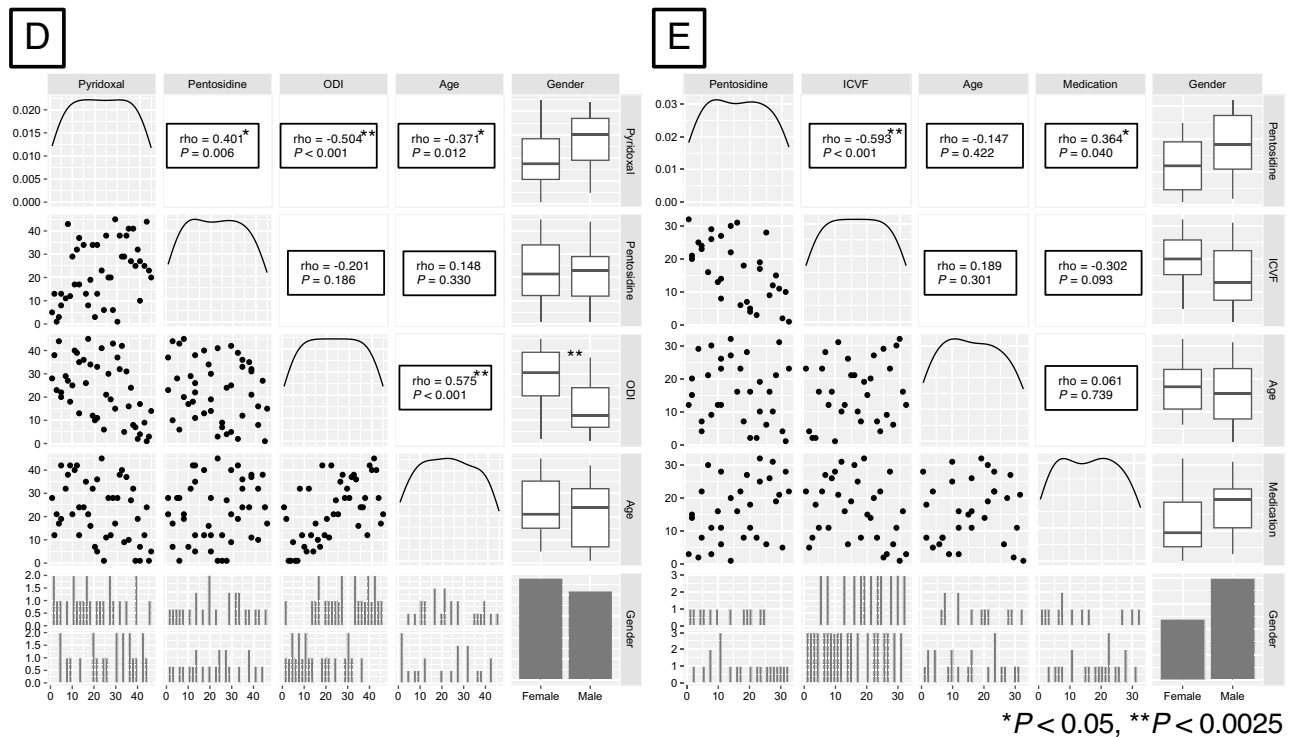 D
E
Pyridoxal Pentosidine ODI Age Gender
0.020
0.015
0.010
0.005
0.000
rho = 0.401*
P = 0.006
rho = -0.504**
P < 0.001
rho = -0.371*
P = 0.012
Pyridoxal
40
30
20
10
0
rho = -0.201
P = 0.186
rho = 0.148
P = 0.330
Pentosidine
40
30
20
10
0
rho = 0.575**
P < 0.001
**
ODI
40
30
20
10
0
Age
2.0
1.5
1.0
0.5
0.0
2.0
1.5
1.0
0.5
0.0
Gender
0 10 20 30 40 0 10 20 30 40 0 10 20 30 40 0 10 20 30 40 Female Male
Pentosidine ICVF Age Medication Gender
0.03
0.02
0.01
0.00
rho = -0.593**
P < 0.001
rho = -0.147
P = 0.422
rho = 0.364*
P = 0.040
Pentosidine
30
20
10
0
rho = 0.189
P = 0.301
rho = -0.302
P = 0.093
ICVF
30
20
10
0
rho = 0.061
P = 0.739
Age
30
20
10
0
Medication
3
2
1
0
3
2
1
0
Gender
0 10 20 30 0 10 20 30 0 10 20 30 0 10 20 30 Female Male
*P < 0.05, **P < 0.0025